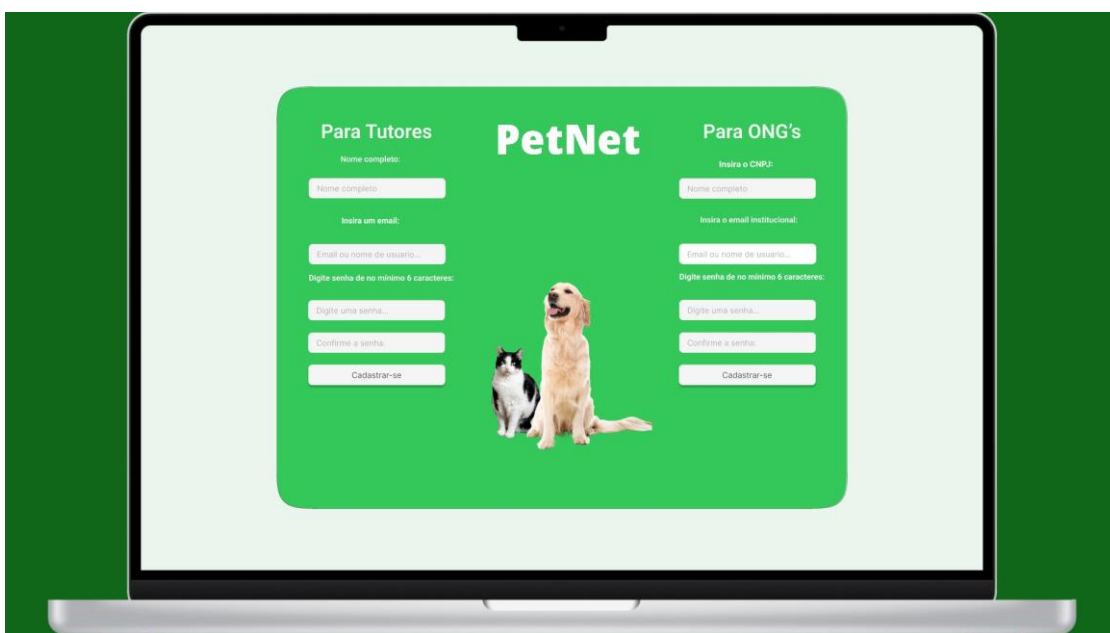 Para Tutores
Nome completo:
Nome completo
Insira um email:
Email ou nome de usuario...
Digite senha de no mínimo 6 caracteres:
Digite uma senha...
Confirme a senha:
Cadastrar-se
PetNet
Para ONG's
Insira o CNPJ:
Nome completo
Insira o email institucional:
Email ou nome de usuario...
Digite senha de no mínimo 6 caracteres:
Digite uma senha...
Confirme a senha:
Cadastrar-se